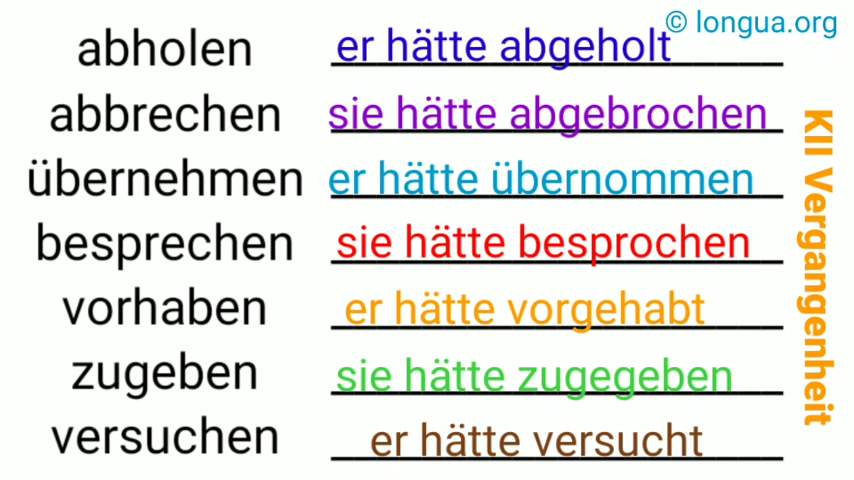 © longua.org
abholen er hätte abgeholt
abbrechen sie hätte abgebrochen
übernehmen er hätte übernommen
besprechen sie hätte besprochen
vorhaben er hätte vorgehabt
zugeben sie hätte zugegeben
versuchen er hätte versucht
KII Vergangenheit